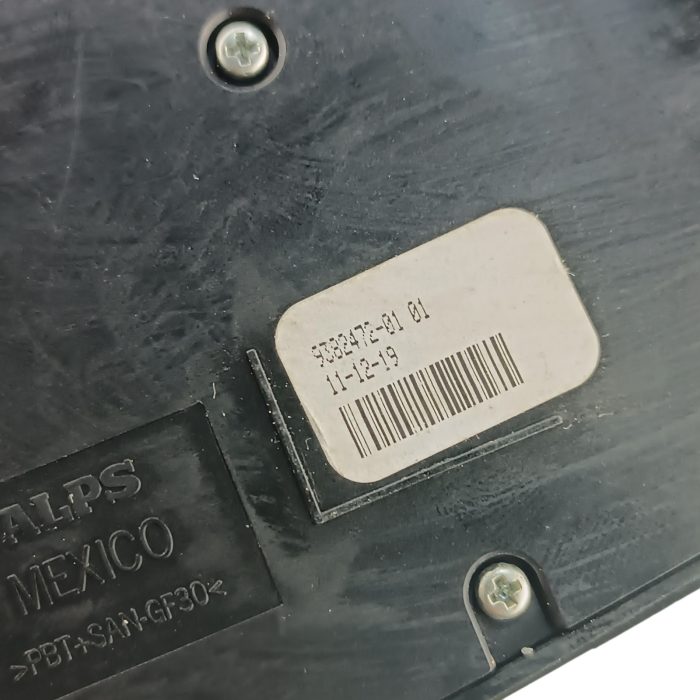 9382472-01 01
11-12-19
ALPS
MEXICO
>PBT+SAN-GF30<